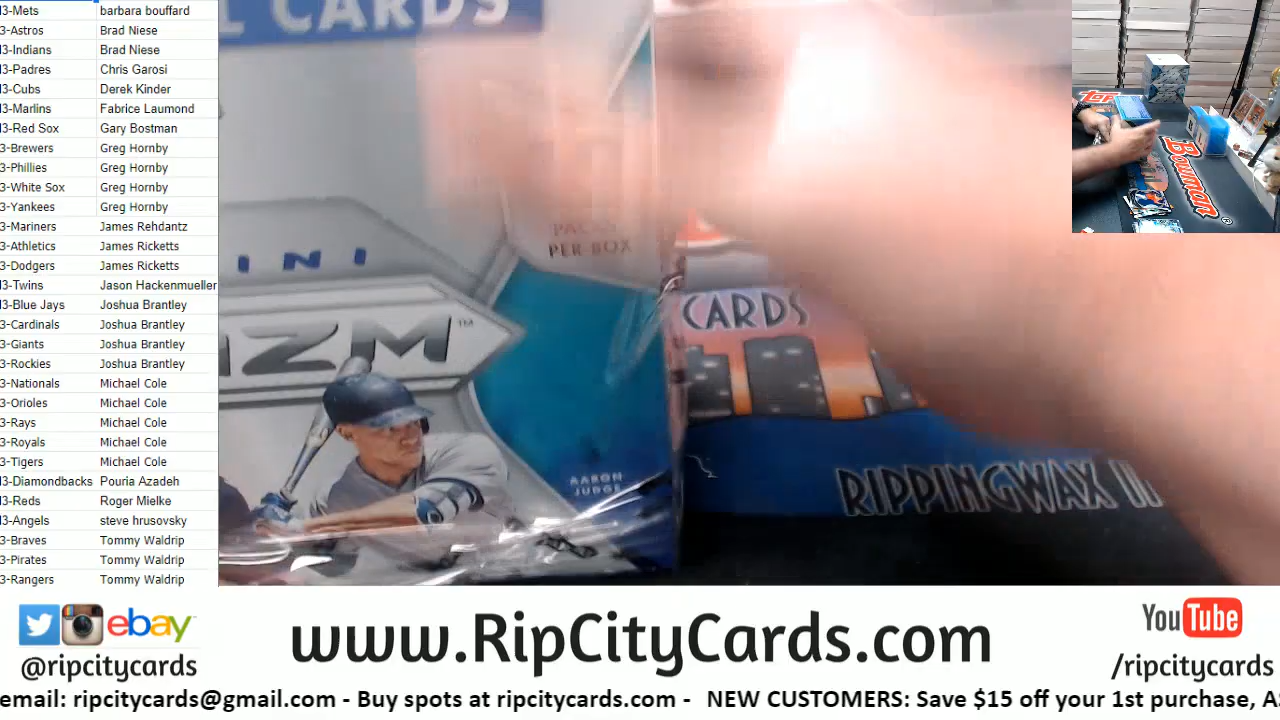 3-Mets barbara bouffard
3-Astros Brad Niese
3-Indians Brad Niese
3-Padres Chris Garosi
3-Cubs Derek Kinder
3-Marlins Fabrice Laumond
3-Red Sox Gary Bostman
3-Brewers Greg Hornby
3-Phillies Greg Hornby
3-White Sox Greg Hornby
3-Yankees Greg Hornby
3-Mariners James Rehdantz
3-Athletics James Ricketts
3-Dodgers James Ricketts
3-Twins Jason Hackenmueller
3-Blue Jays Joshua Brantley
3-Cardinals Joshua Brantley
3-Giants Joshua Brantley
3-Rockies Joshua Brantley
3-Nationals Michael Cole
3-Orioles Michael Cole
3-Rays Michael Cole
3-Royals Michael Cole
3-Tigers Michael Cole
3-Diamondbacks Pouria Azadeh
3-Reds Roger Mielke
3-Angels steve hrusovsky
3-Braves Tommy Waldrip
3-Pirates Tommy Waldrip
3-Rangers Tommy Waldrip
CARDS
PACKS
PER BOX
INI
ZM™
AARON
JUDGE
CARDS
RIPPINGWAX
TOPPS
Bowman
ebay
@ripcitycards
www.RipCityCards.com
YouTube
/ripcitycards
email: ripcitycards@gmail.com - Buy spots at ripcitycards.com - NEW CUSTOMERS: Save $15 off your 1st purchase,